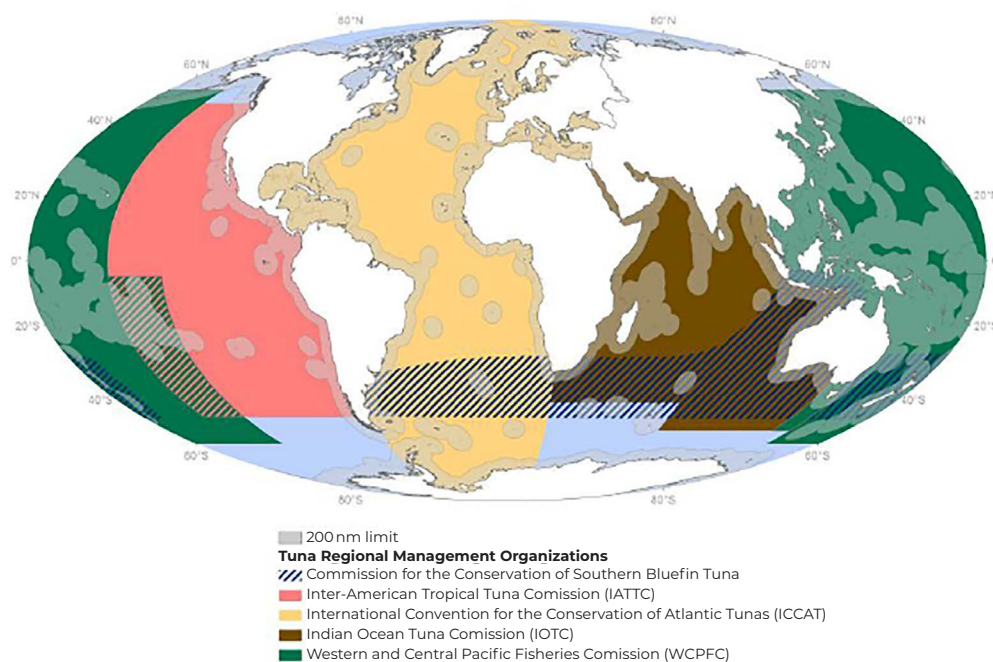 80°N 80°N
60°N 60°N
40°N 40°N
20°N 20°N
0° 0°
20°S 20°S
40°S 40°S
60°S 60°S
80°S 80°S
200 nm limit
Tuna Regional Management Organizations
Commission for the Conservation of Southern Bluefin Tuna
Inter-American Tropical Tuna Comission (IATTC)
International Convention for the Conservation of Atlantic Tunas (ICCAT)
Indian Ocean Tuna Comission (IOTC)
Western and Central Pacific Fisheries Comission (WCPFC)